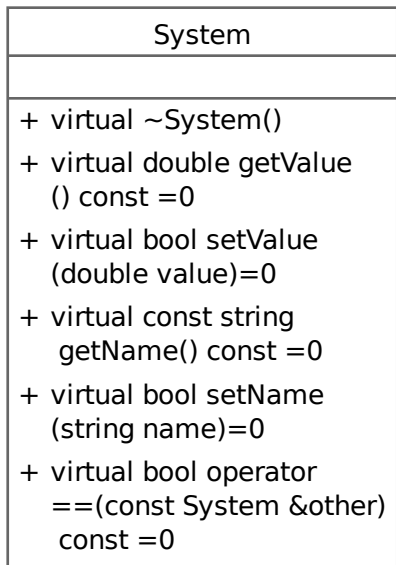 System
+ virtual ~System()
+ virtual double getValue
() const =0
+ virtual bool setValue
(double value)=0
+ virtual const string
getName() const =0
+ virtual bool setName
(string name)=0
+ virtual bool operator
==(const System &other)
const =0